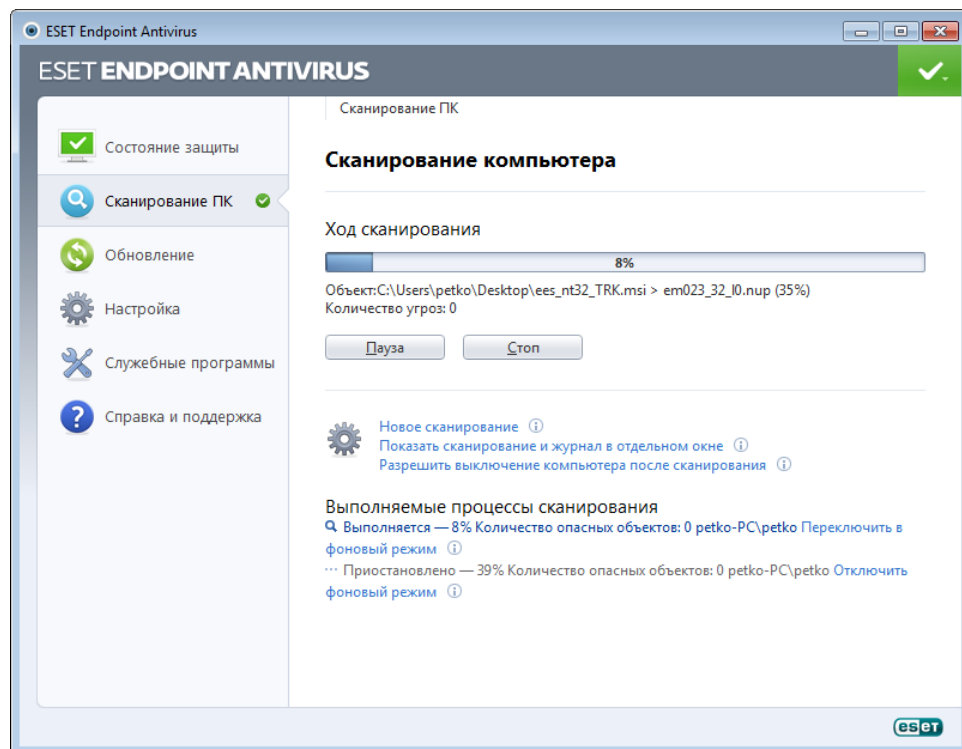 ESET Endpoint Antivirus
ESET ENDPOINT ANTIVIRUS
Состояние защиты
Сканирование ПК
Обновление
Настройка
Служебные программы
Справка и поддержка
Сканирование ПК
Сканирование компьютера
Ход сканирования
8%
Объект:C:\Users\petko\Desktop\ees_nt32_TRK.msi > em023_32_l0.nup (35%)
Количество угроз: 0
Пауза
Стоп
Новое сканирование
Показать сканирование и журнал в отдельном окне
Разрешить выключение компьютера после сканирования
Выполняемые процессы сканирования
Выполняется — 8% Количество опасных объектов: 0 petko-PC\petko Переключить в
фоновый режим
... Приостановлено — 39% Количество опасных объектов: 0 petko-PC\petko Отключить
фоновый режим
eset